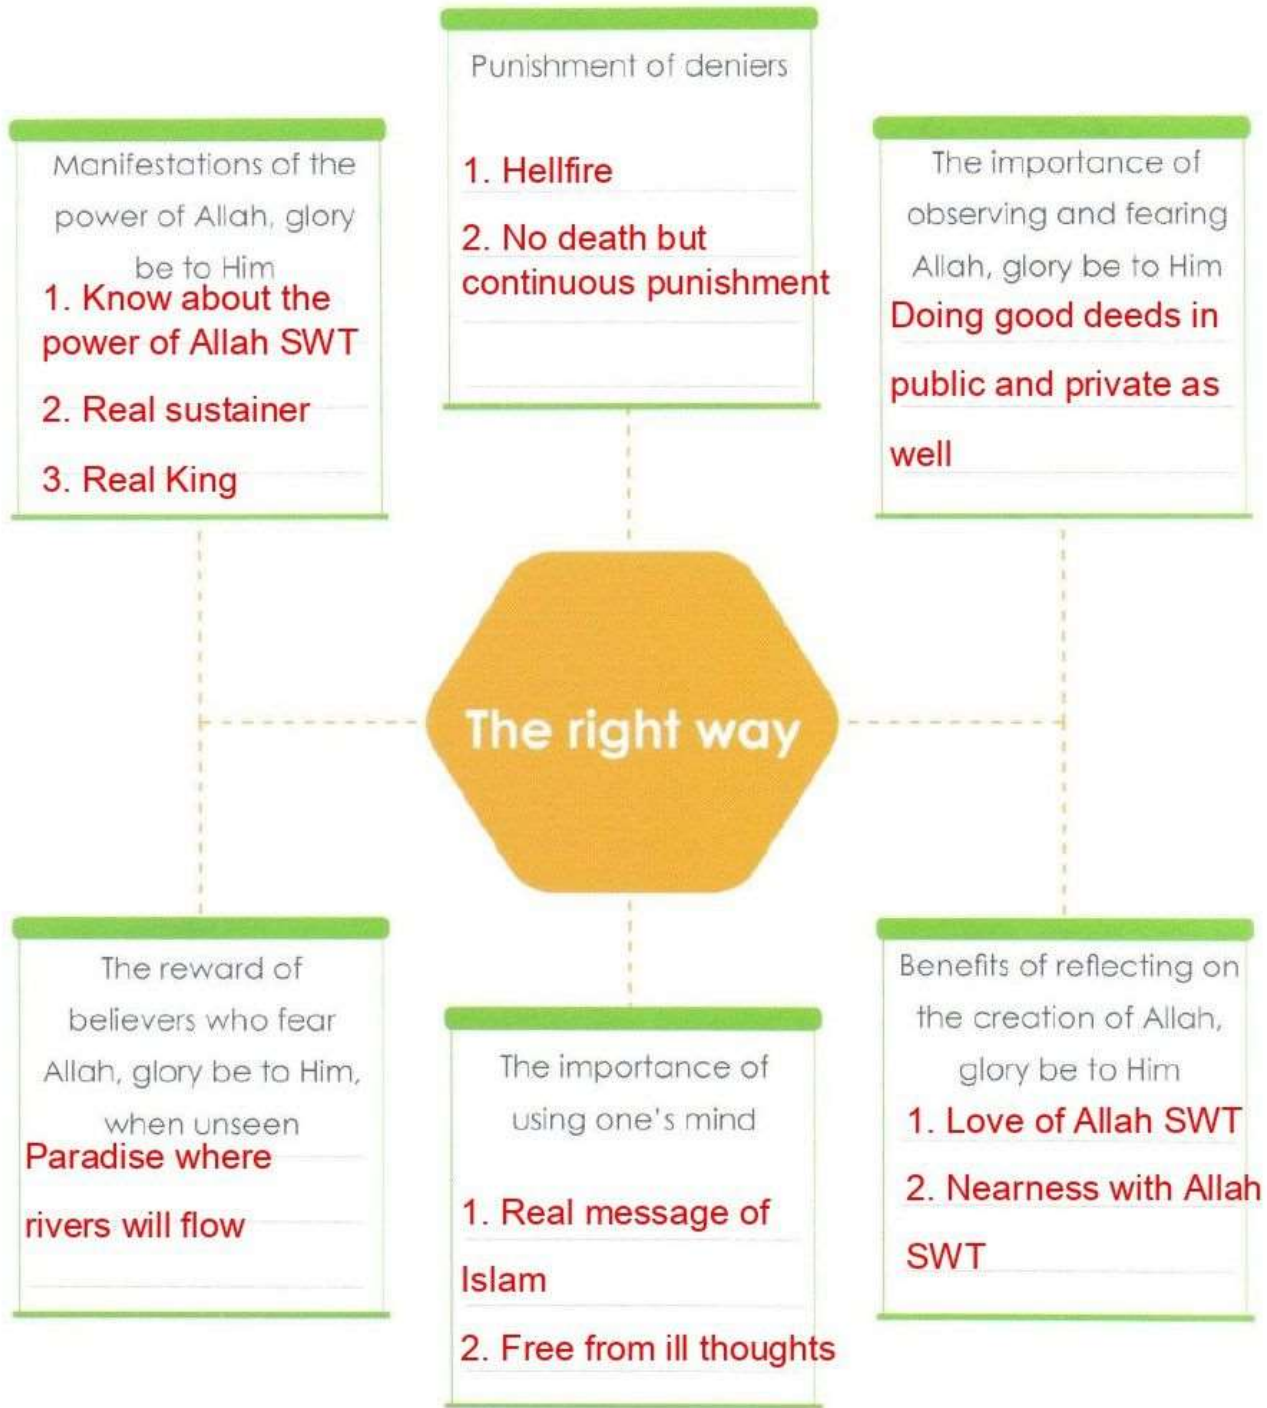 Punishment of deniers
1. Hellfire
2. No death but
continuous punishment
Manifestations of the
power of Allah, glory
be to Him
1. Know about the
power of Allah SWT
2. Real sustainer
3. Real King
The importance of
observing and fearing
Allah, glory be to Him
Doing good deeds in
public and private as
well
The right way
The reward of
believers who fear
Allah, glory be to Him,
when unseen
Paradise where
rivers will flow
The importance of
using one's mind
1. Real message of
Islam
2. Free from ill thoughts
Benefits of reflecting on
the creation of Allah,
glory be to Him
1. Love of Allah SWT
2. Nearness with Allah
SWT